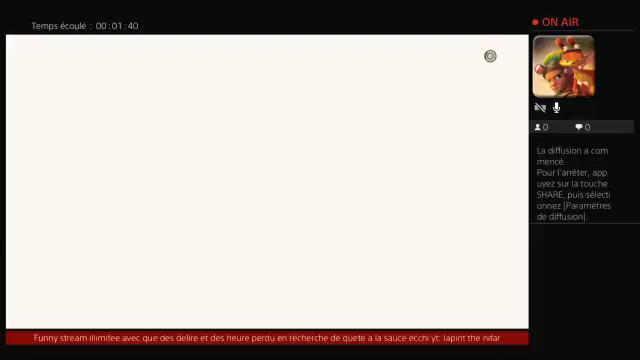 Temps écoulé : 00:01:40
ON AIR
0 0
La diffusion a com
mencé.
Pour l'arrêter, app
uyez sur la touche
SHARE, puis sélecti
onnez [Paramètres
de diffusion].
Funny stream illimitee avec que des delire et des heure perdu en recherche de quete a la sauce ecchi yt: lapint the nifar